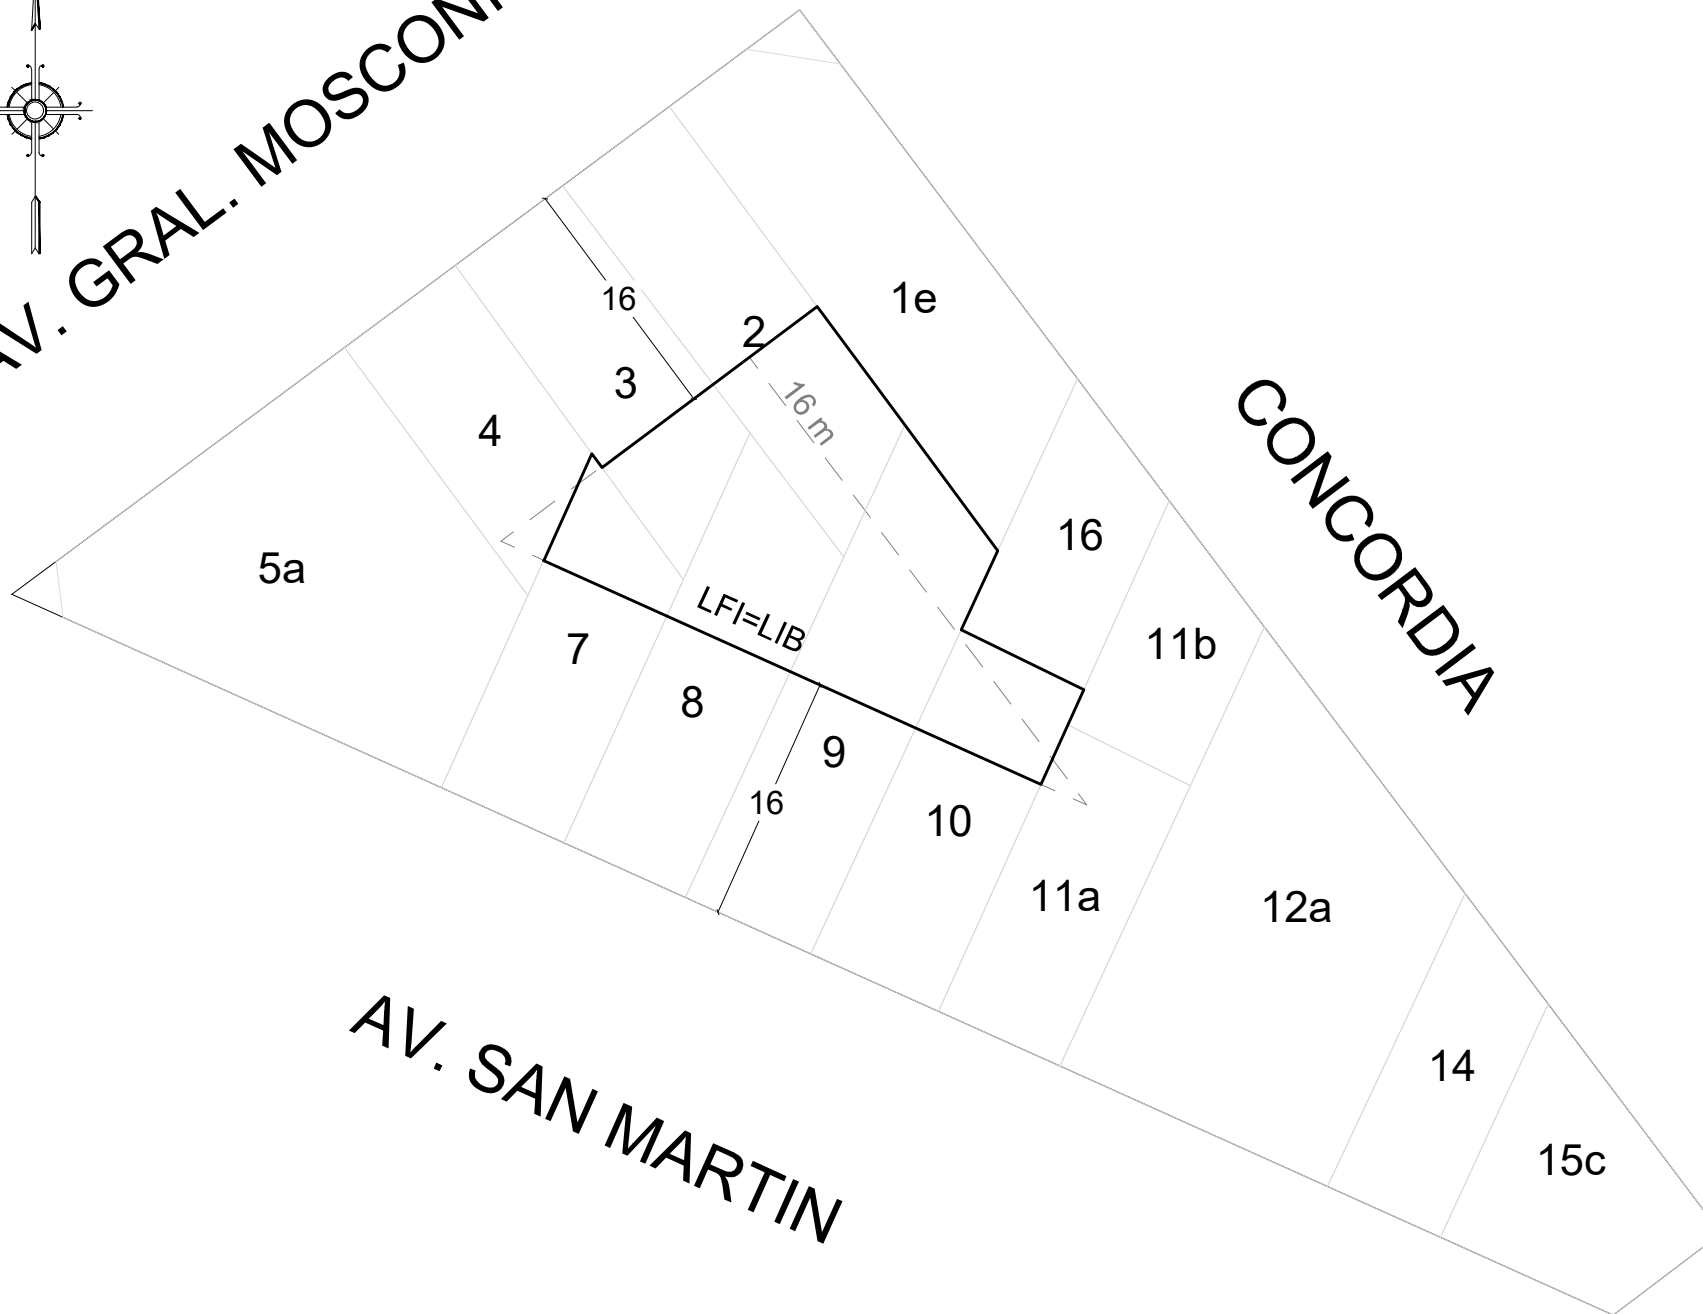 AV. GRAL. MOSCONI
1e
16
2
3
16 m
4
CONCORDIA
16
5a
LFI=LIB
11b
7
8
9
16
10
11a
12a
AV. SAN MARTIN
14
15c